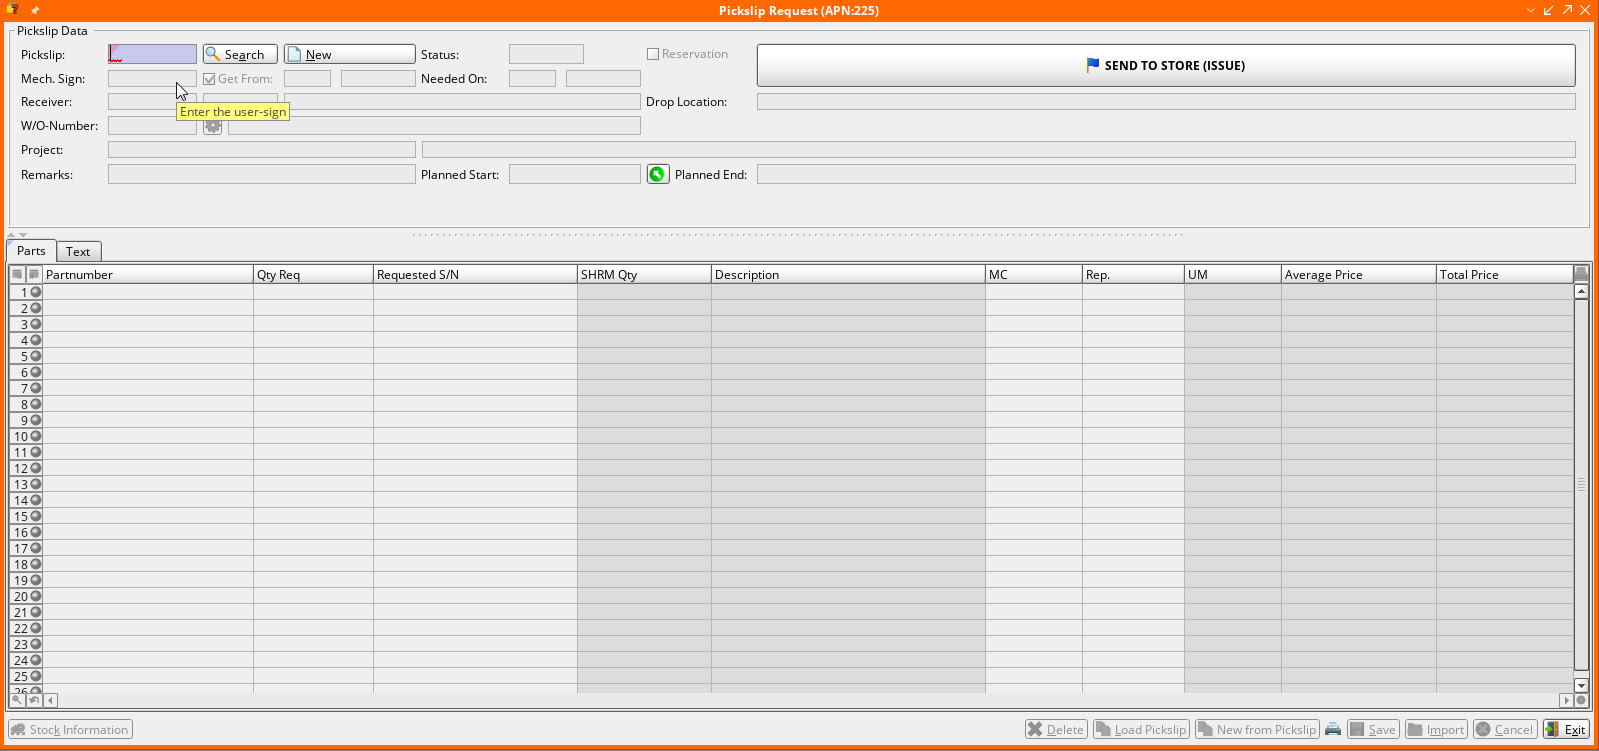 Pickslip Request (APN:225)
Pickslip Data
Pickslip: Search New Status: Reservation
SEND TO STORE (ISSUE)
Mech. Sign: Get From: Needed On:
Receiver: Drop Location:
Enter the user-sign
W/O-Number:
Project:
Remarks: Planned Start: Planned End:
Parts Text
Partnumber Qty Req Requested S/N SHRM Qty Description MC Rep. UM Average Price Total Price
1
2
3
4
5
6
7
8
9
10
11
12
13
14
15
16
17
18
19
20
21
22
23
24
25
26
Stock Information Delete Load Pickslip New from Pickslip Save Import Cancel Exit